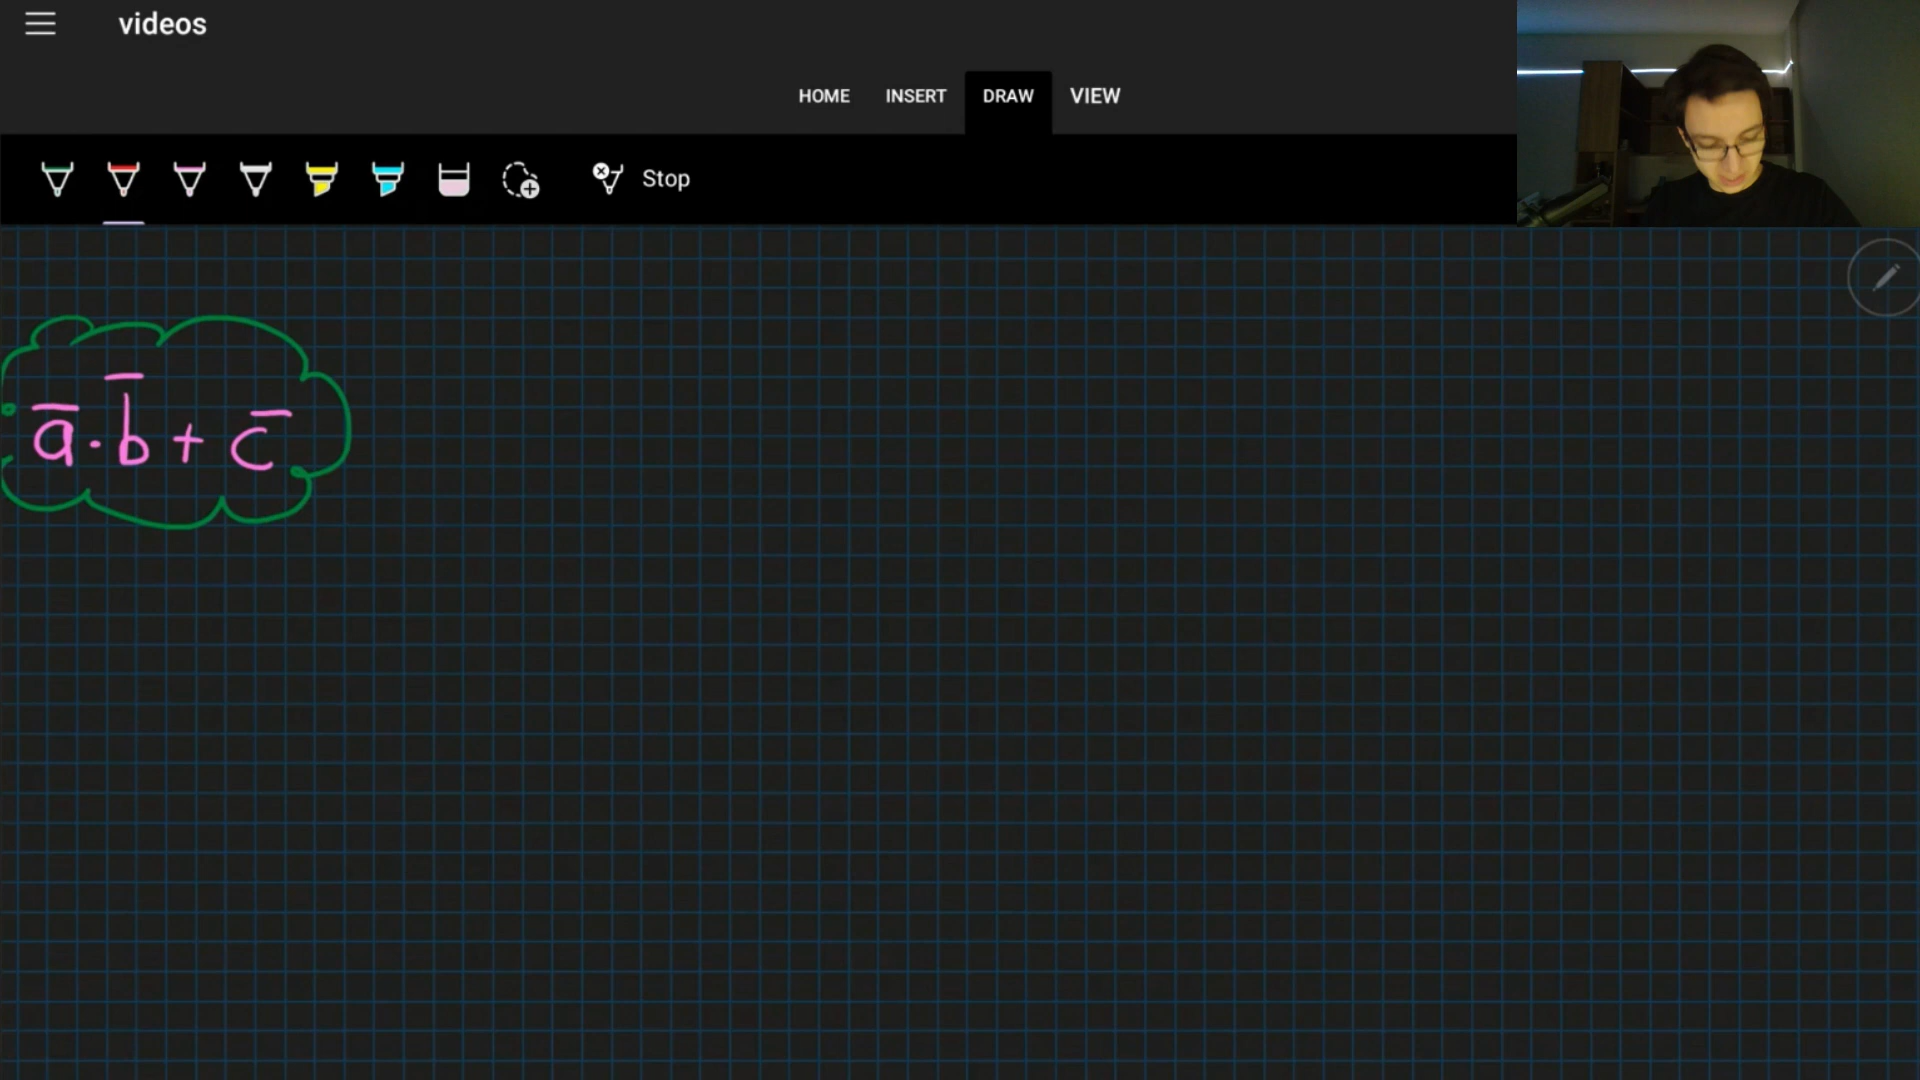 videos
HOME INSERT DRAW VIEW
Stop
a̅ · b̅ + c̅